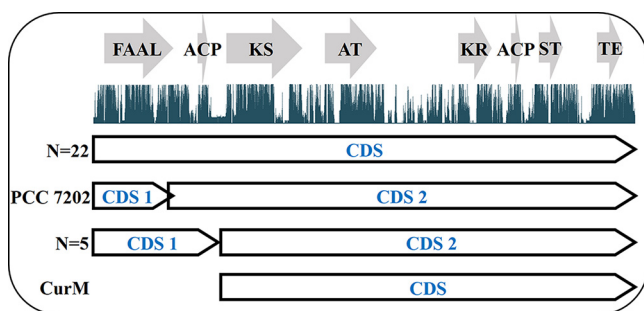 FAAL ACP KS AT KR ACP ST TE
N=22 CDS
PCC 7202 CDS 1 CDS 2
N=5 CDS 1 CDS 2
CurM CDS